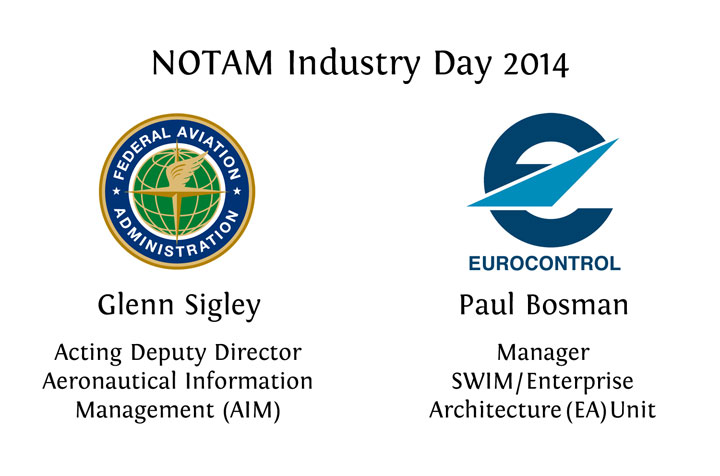 NOTAM Industry Day 2014
FEDERAL AVIATION
ADMINISTRATION
EUROCONTROL
Glenn Sigley
Acting Deputy Director
Aeronautical Information
Management (AIM)
Paul Bosman
Manager
SWIM/Enterprise
Architecture (EA) Unit